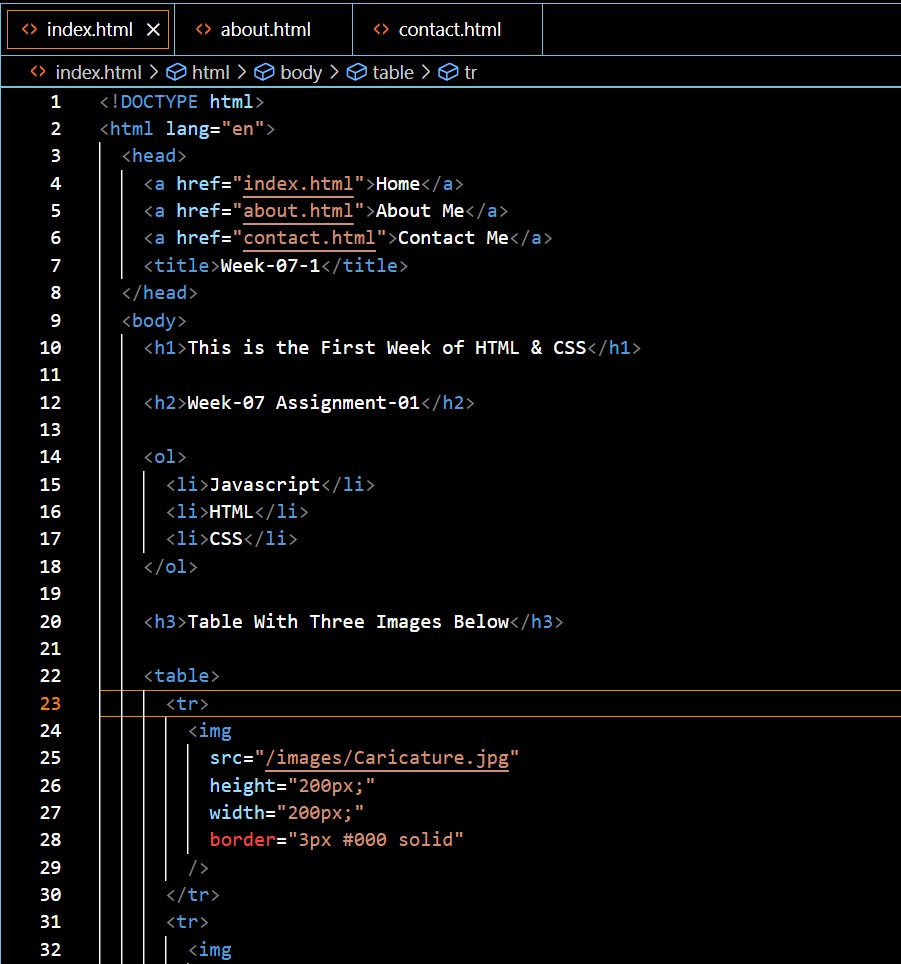 index.html about.html contact.html
index.html > html > body > table > tr
1 <!DOCTYPE html>
2 <html lang="en">
3 <head>
4 <a href="index.html">Home</a>
5 <a href="about.html">About Me</a>
6 <a href="contact.html">Contact Me</a>
7 <title>Week-07-1</title>
8 </head>
9 <body>
10 <h1>This is the First Week of HTML & CSS</h1>
11
12 <h2>Week-07 Assignment-01</h2>
13
14 <ol>
15 <li>Javascript</li>
16 <li>HTML</li>
17 <li>CSS</li>
18 </ol>
19
20 <h3>Table With Three Images Below</h3>
21
22 <table>
23 <tr>
24 <img
25 src="/images/Caricature.jpg"
26 height="200px;"
27 width="200px;"
28 border="3px #000 solid"
29 />
30 </tr>
31 <tr>
32 <img